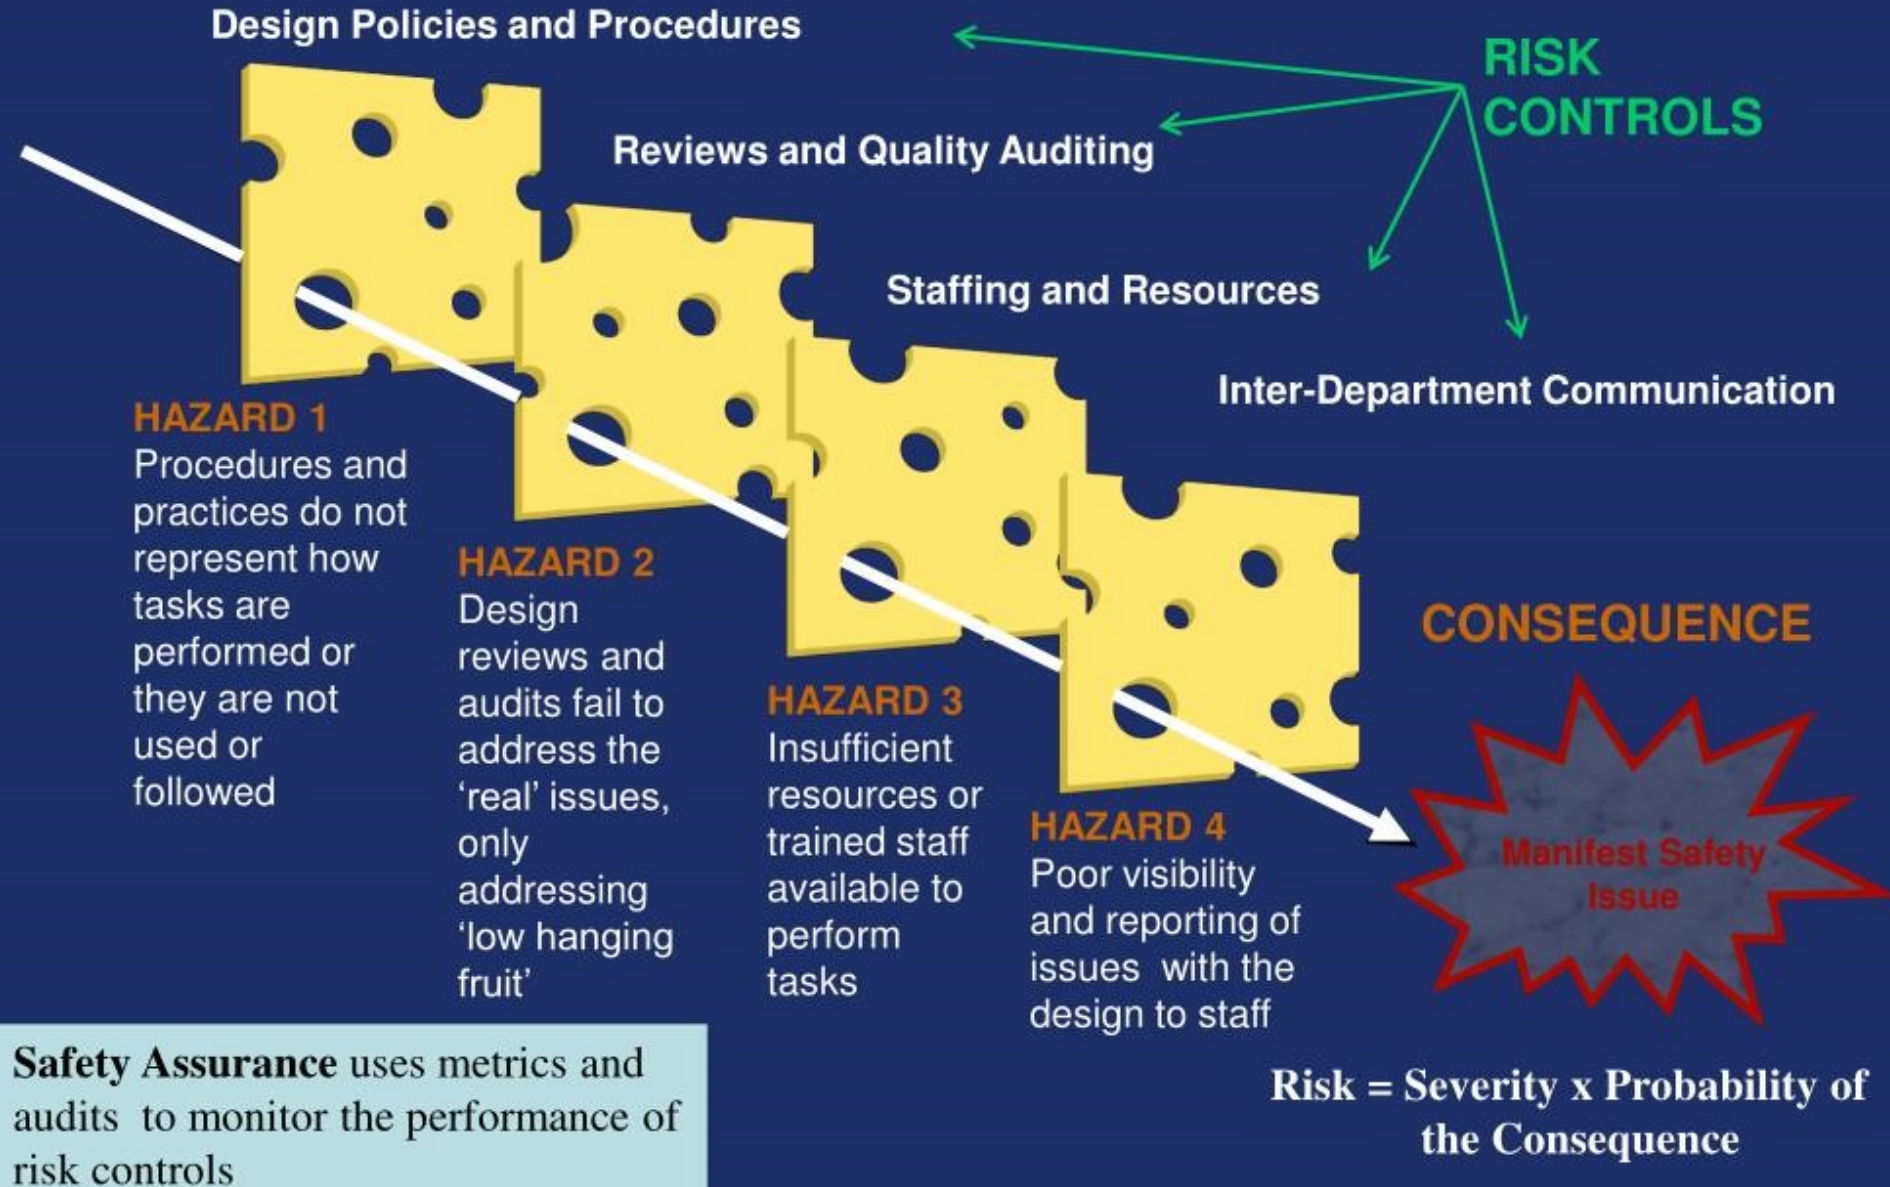 Design Policies and Procedures
RISK
CONTROLS
Reviews and Quality Auditing
Staffing and Resources
Inter-Department Communication
HAZARD 1
Procedures and
practices do not
represent how
tasks are
performed or
they are not
used or
followed
HAZARD 2
Design
reviews and
audits fail to
address the
‘real’ issues,
only
addressing
‘low hanging
fruit’
HAZARD 3
Insufficient
resources or
trained staff
available to
perform
tasks
HAZARD 4
Poor visibility
and reporting of
issues with the
design to staff
CONSEQUENCE
Manifest Safety
Issue
Safety Assurance uses metrics and
audits to monitor the performance of
risk controls
Risk = Severity x Probability of
the Consequence